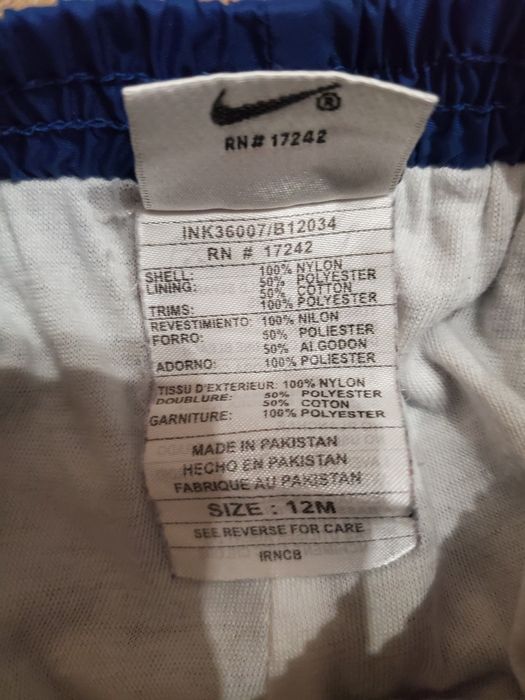 ®
RN# 17242
INK36007/B12034
RN # 17242
SHELL: 100% NYLON
LINING: 50% POLYESTER
50% COTTON
TRIMS: 100% POLYESTER
REVESTIMIENTO: 100% NILON
FORRO: 50% POLIESTER
50% ALGODON
ADORNO: 100% POLIESTER
TISSU D'EXTERIEUR: 100% NYLON
DOUBLURE: 50% POLYESTER
50% COTON
GARNITURE: 100% POLYESTER
MADE IN PAKISTAN
HECHO EN PAKISTAN
FABRIQUE AU PAKISTAN
SIZE : 12M
SEE REVERSE FOR CARE
IRNCB